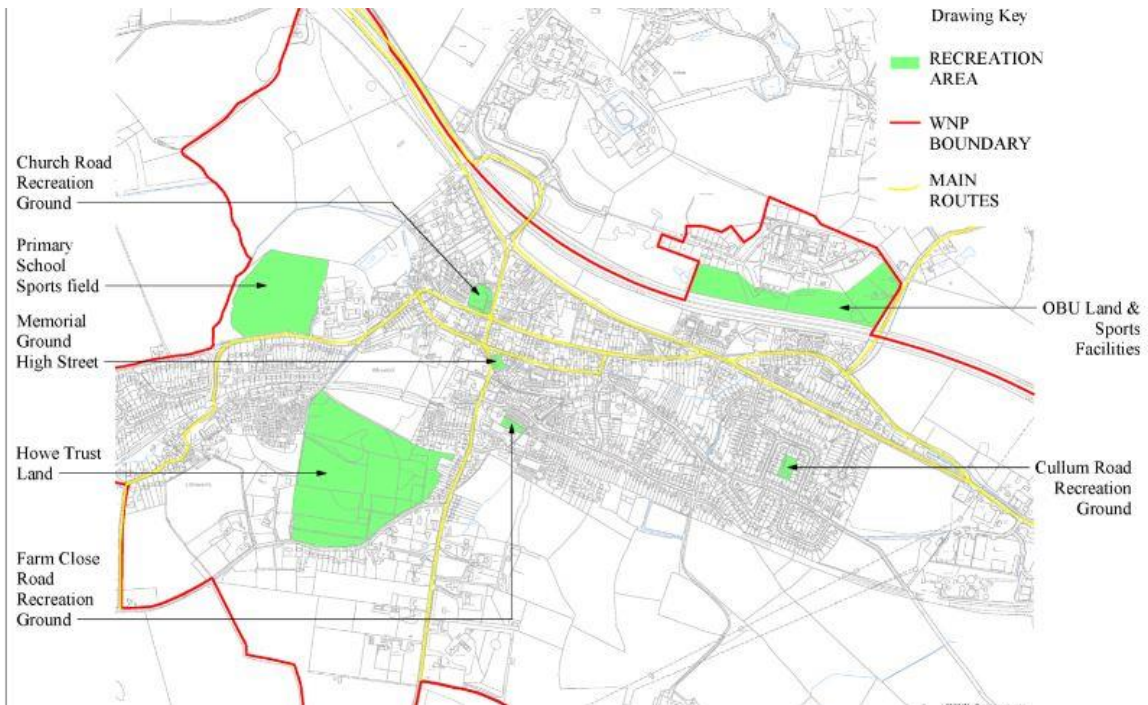 Drawing Key
RECREATION
AREA
WNP
BOUNDARY
MAIN
ROUTES
Church Road
Recreation
Ground
Primary
School
Sports field
Memorial
Ground
High Street
Howe Trust
Land
Farm Close
Road
Recreation
Ground
OBU Land &
Sports
Facilities
Cullum Road
Recreation
Ground